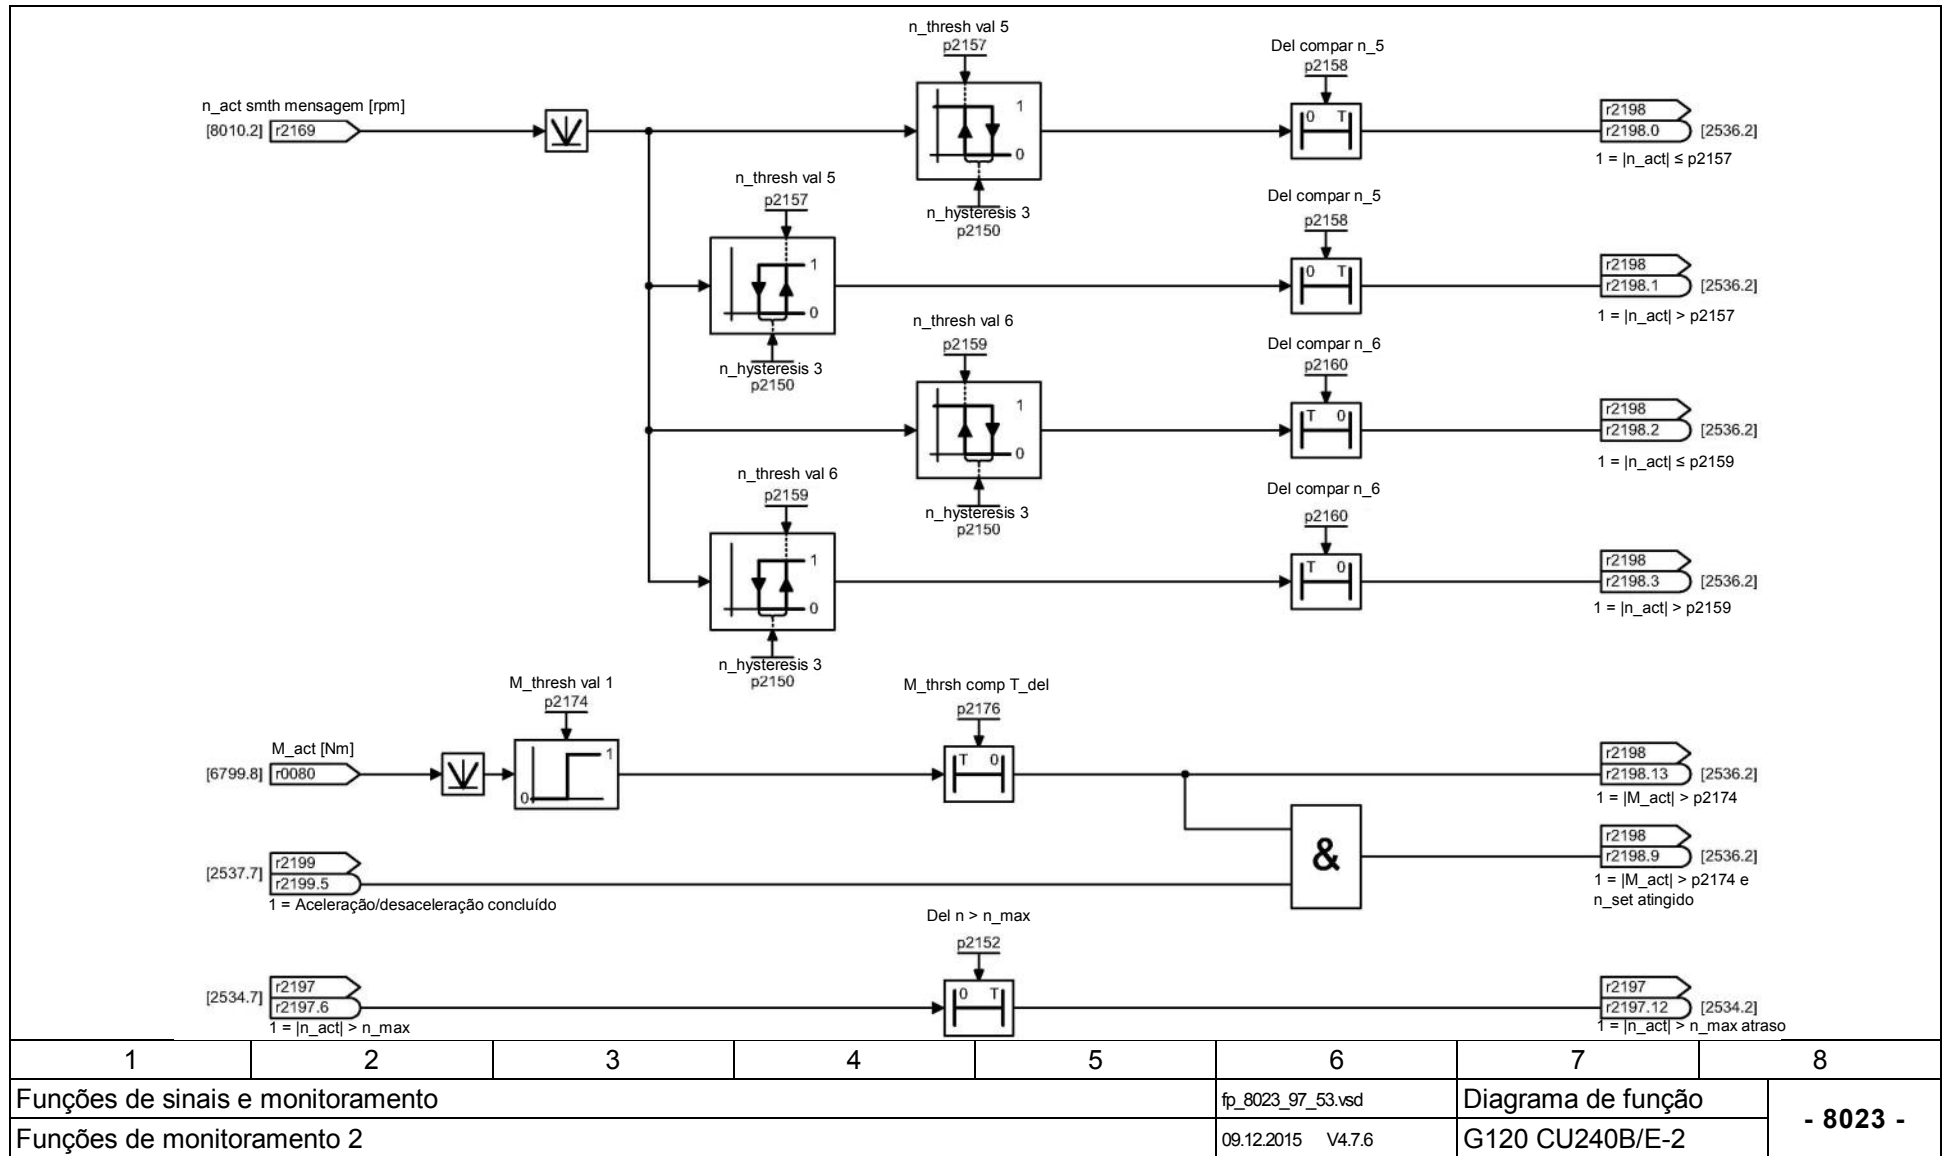 n_thresh val 5
p2157
Del compar n_5
p2158
n_act smth mensagem [rpm]
[8010.2] r2169
1
0
0 T
r2198
r2198.0 [2536.2]
1 = |n_act| ≤ p2157
n_hysteresis 3
p2150
n_thresh val 5
p2157
Del compar n_5
p2158
1
0
0 T
r2198
r2198.1 [2536.2]
1 = |n_act| > p2157
n_hysteresis 3
p2150
n_thresh val 6
p2159
Del compar n_6
p2160
1
0
T 0
r2198
r2198.2 [2536.2]
1 = |n_act| ≤ p2159
n_hysteresis 3
p2150
n_thresh val 6
p2159
Del compar n_6
p2160
1
0
T 0
r2198
r2198.3 [2536.2]
1 = |n_act| > p2159
n_hysteresis 3
p2150
M_thresh val 1
p2174
M_thrsh comp T_del
p2176
M_act [Nm]
[6799.8] r0080
1
0
T 0
r2198
r2198.13 [2536.2]
1 = |M_act| > p2174
[2537.7] r2199
r2199.5
1 = Aceleração/desaceleração concluído
&
r2198
r2198.9 [2536.2]
1 = |M_act| > p2174 e
n_set atingido
Del n > n_max
p2152
[2534.7] r2197
r2197.6
1 = |n_act| > n_max
0 T
r2197
r2197.12 [2534.2]
1 = |n_act| > n_max atraso
1 2 3 4 5 6 7 8
Funções de sinais e monitoramento fp_8023_97_53.vsd Diagrama de função
- 8023 -
Funções de monitoramento 2 09.12.2015 V4.7.6 G120 CU240B/E-2